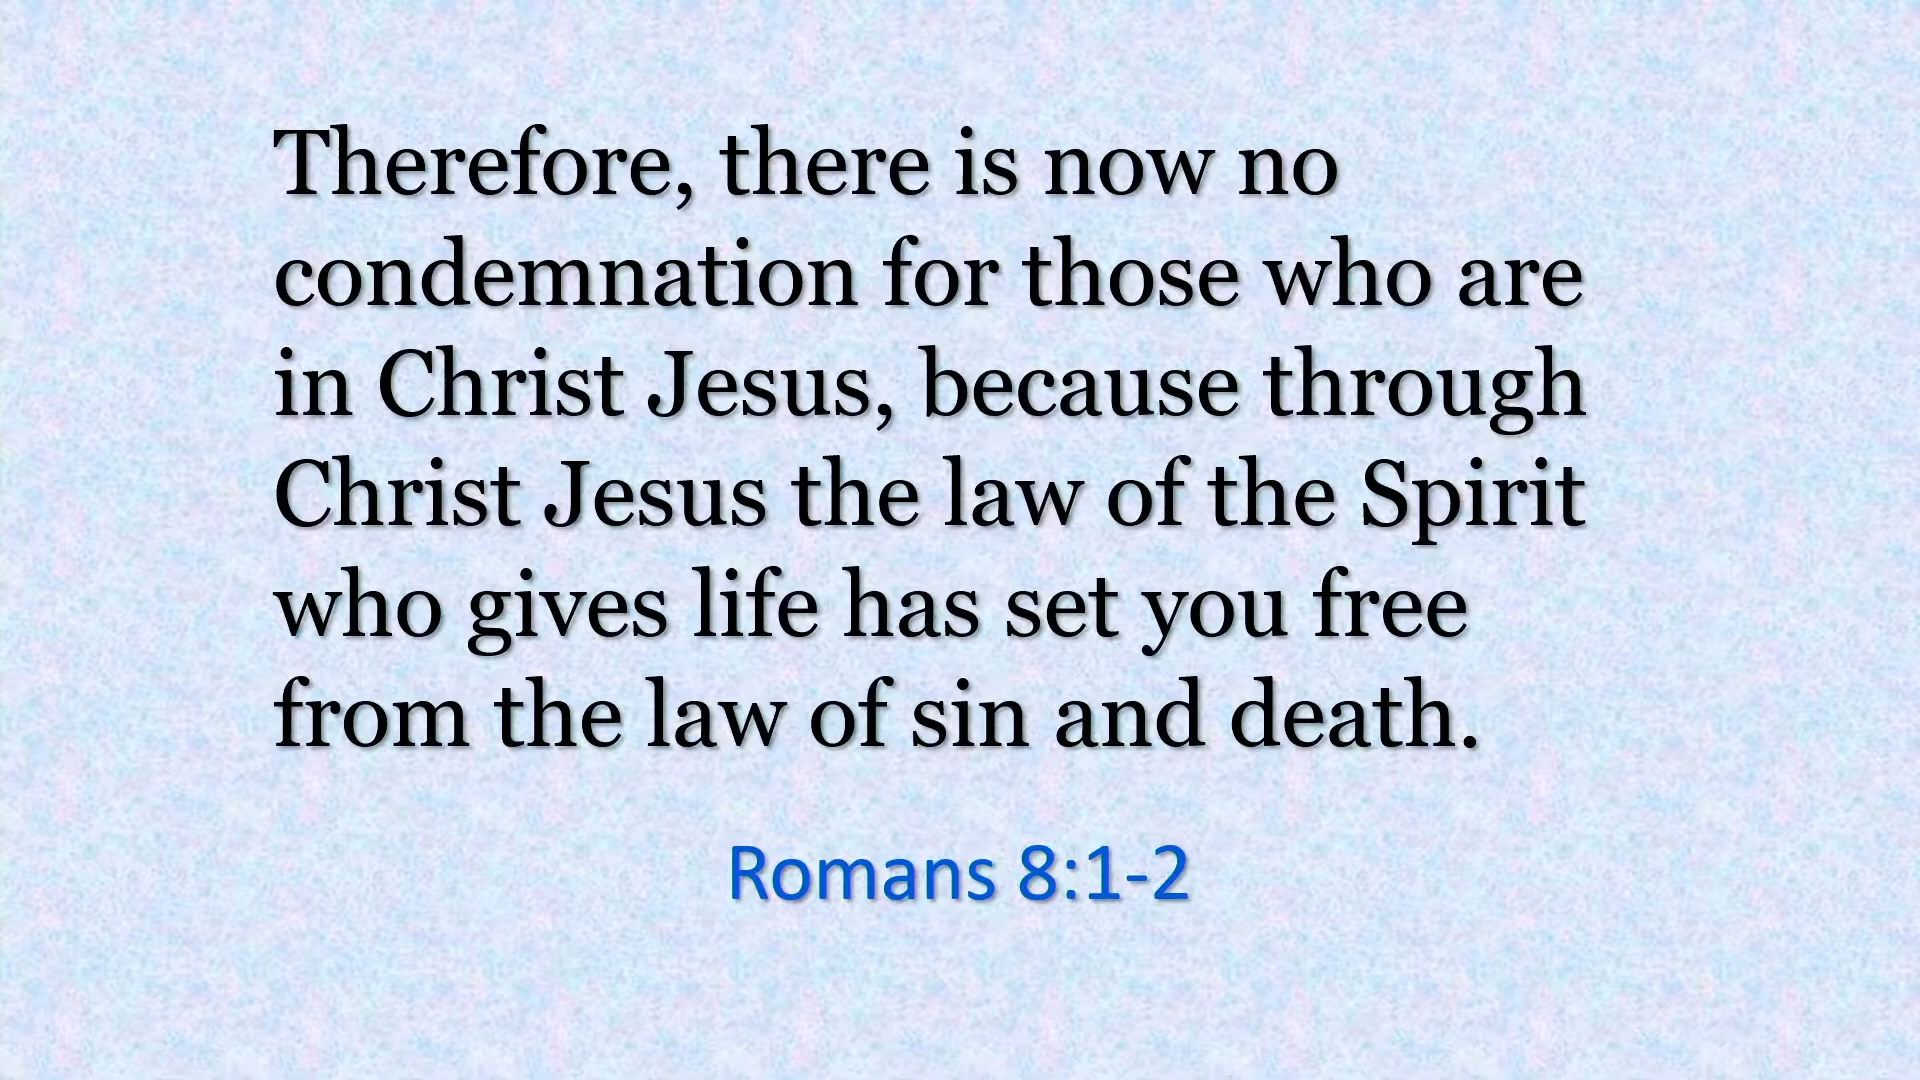 Therefore, there is now no
condemnation for those who are
in Christ Jesus, because through
Christ Jesus the law of the Spirit
who gives life has set you free
from the law of sin and death.
Romans 8:1-2